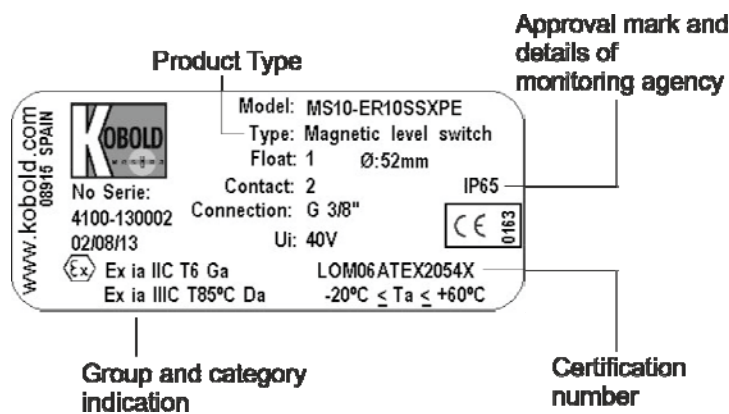 Approval mark and
details of
monitoring agency
Product Type
www.kobold.com
08915 SPAIN
KOBOLD
No Serie:
4100-130002
02/08/13
Model: MS10-ER10SSXPE
Type: Magnetic level switch
Float: 1 Ø:52mm
Contact: 2
IP65
Connection: G 3/8"
Ui: 40V
CE 0163
Ex
Ex ia IIC T6 Ga
LOM06ATEX2054X
Ex ia IIIC T85ºC Da
-20ºC ≤ Ta ≤ +60ºC
Group and category
indication
Certification
number